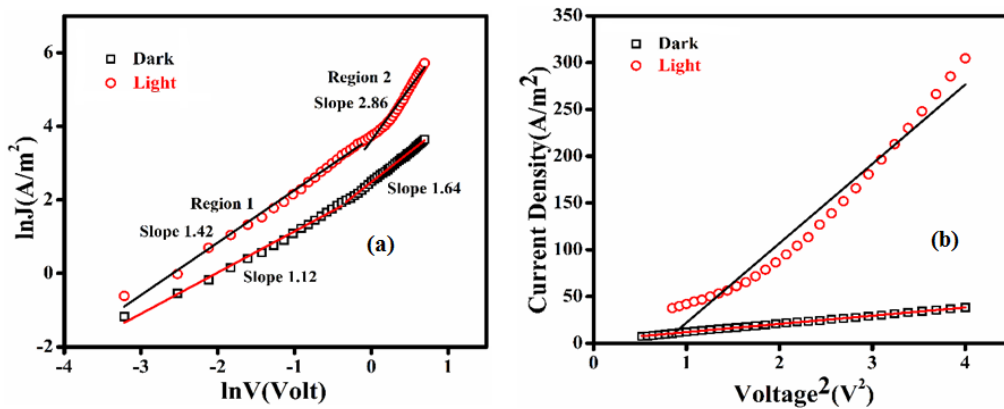 Dark
Light
Region 2
Slope 2.86
Region 1
Slope 1.42
Slope 1.12
Slope 1.64
(a)
lnJ(A/m²)
6
4
2
0
-2
-4
-3
-2
-1
0
1
lnV(Volt)
Dark
Light
(b)
Current Density(A/m²)
350
300
250
200
150
100
50
0
0
1
2
3
4
Voltage²(V²)